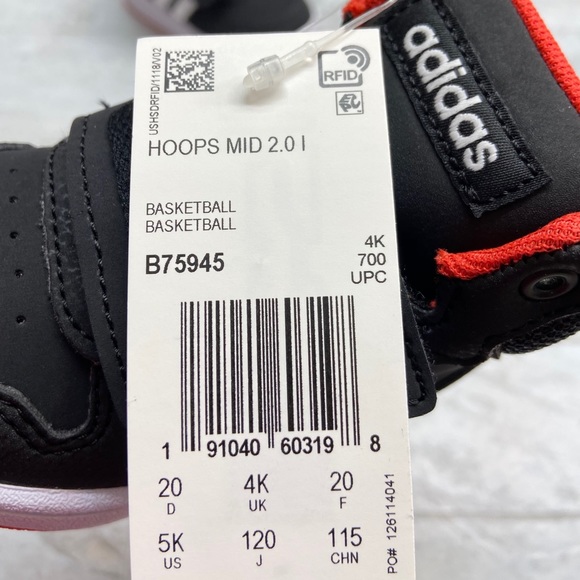 USHSDRFID/1118/V02
RFID
adidas
HOOPS MID 2.0 I
BASKETBALL
BASKETBALL
B75945
4K
700
UPC
1 91040 60319 8
20 4K 20
D UK F
5K 120 115
US J CHN
PO# 126114041